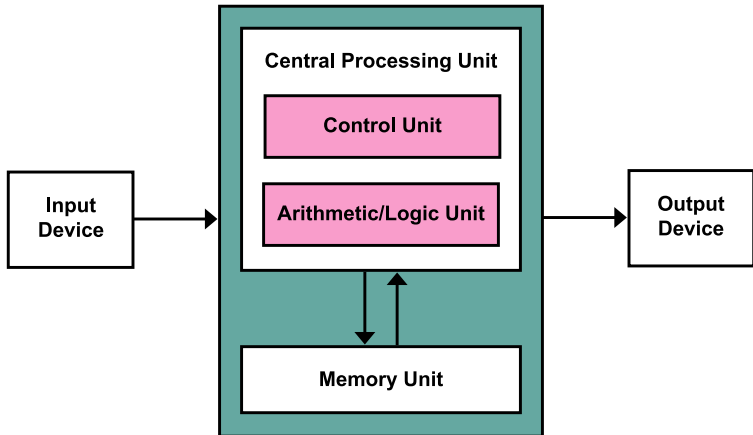 Central Processing Unit
Control Unit
Arithmetic/Logic Unit
Input
Device
Output
Device
Memory Unit